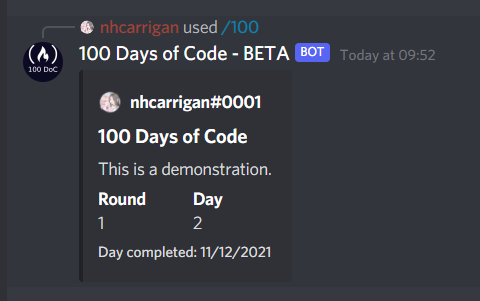 nhcarrigan used /100
100 Days of Code - BETA BOT Today at 09:52
(🔥)
100 DoC
nhcarrigan#0001
100 Days of Code
This is a demonstration.
Round Day
1 2
Day completed: 11/12/2021